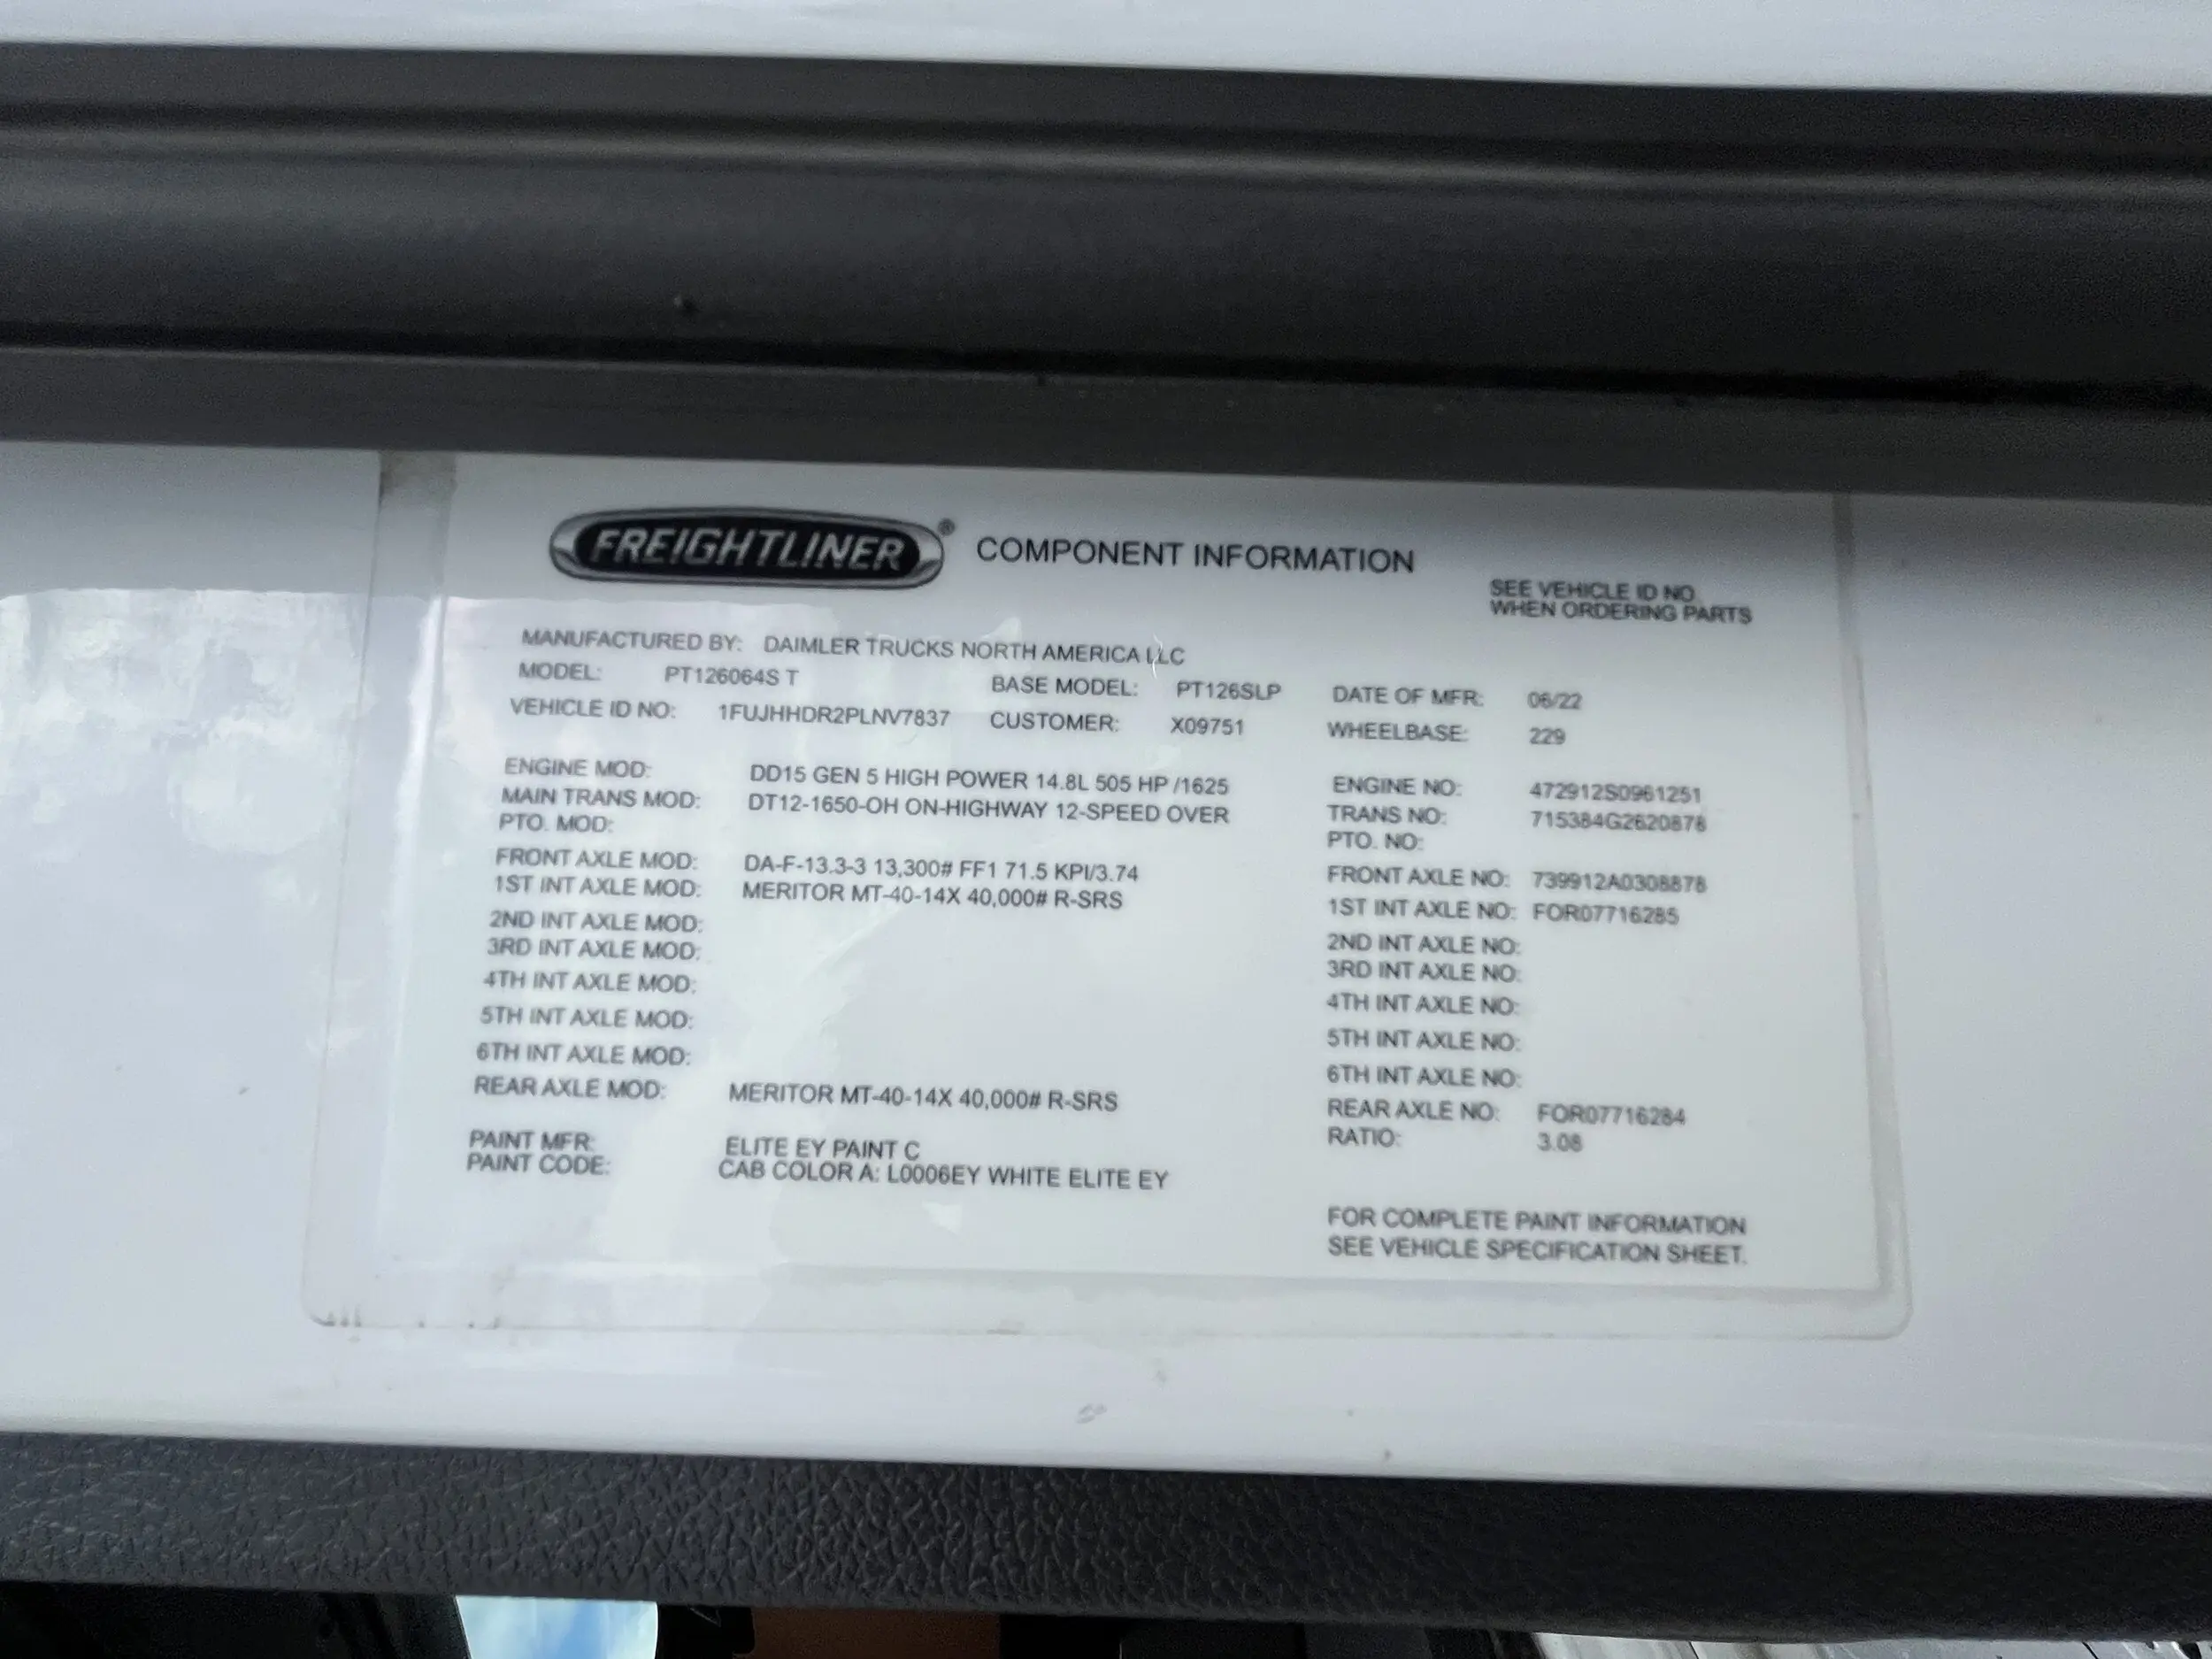 FREIGHTLINER® COMPONENT INFORMATION
SEE VEHICLE ID NO
WHEN ORDERING PARTS
MANUFACTURED BY: DAIMLER TRUCKS NORTH AMERICA LLC
MODEL: PT126064S T BASE MODEL: PT126SLP DATE OF MFR: 06/22
VEHICLE ID NO: 1FUJHHDR2PLNV7837 CUSTOMER: X09751 WHEELBASE: 229
ENGINE MOD: DD15 GEN 5 HIGH POWER 14.8L 505 HP /1625 ENGINE NO: 472912S0961251
MAIN TRANS MOD: DT12-1650-OH ON-HIGHWAY 12-SPEED OVER TRANS NO: 715384G2620878
PTO. MOD: PTO. NO:
FRONT AXLE MOD: DA-F-13.3-3 13,300# FF1 71.5 KPI/3.74 FRONT AXLE NO: 739912A0308878
1ST INT AXLE MOD: MERITOR MT-40-14X 40,000# R-SRS 1ST INT AXLE NO: FOR07716285
2ND INT AXLE MOD: 2ND INT AXLE NO:
3RD INT AXLE MOD: 3RD INT AXLE NO:
4TH INT AXLE MOD: 4TH INT AXLE NO:
5TH INT AXLE MOD: 5TH INT AXLE NO:
6TH INT AXLE MOD: 6TH INT AXLE NO:
REAR AXLE MOD: MERITOR MT-40-14X 40,000# R-SRS REAR AXLE NO: FOR07716284
RATIO: 3.08
PAINT MFR: ELITE EY PAINT C
PAINT CODE: CAB COLOR A: L0006EY WHITE ELITE EY
FOR COMPLETE PAINT INFORMATION
SEE VEHICLE SPECIFICATION SHEET.